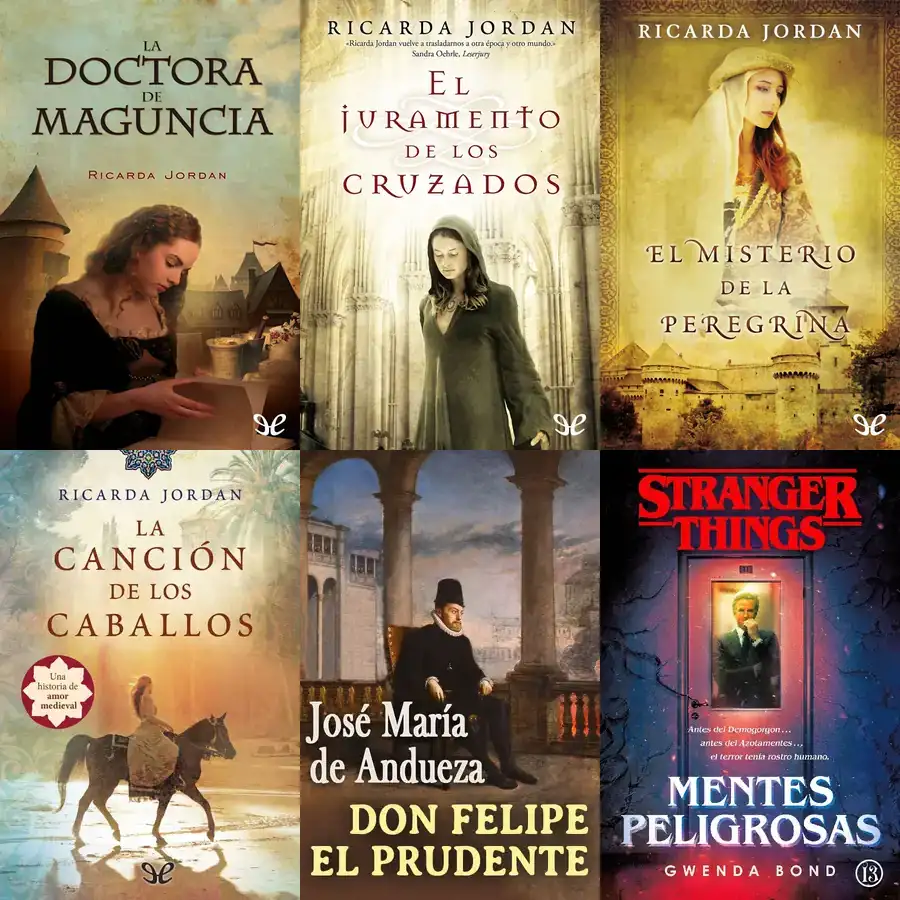 LA
DOCTORA
DE
MAGUNCIA
RICARDA JORDAN
RICARDA JORDAN
«Ricarda Jordan vuelve a trasladarnos a otra época y otro mundo.»
Sandra Oehrle, Leserjury
EL
JURAMENTO
DE LOS
CRUZADOS
RICARDA JORDAN
EL MISTERIO
DE LA
PEREGRINA
RICARDA JORDAN
LA
CANCIÓN
DE LOS
CABALLOS
Una
historia de
amor
medieval
José María
de Andueza
DON FELIPE
EL PRUDENTE
STRANGER
THINGS
Antes del Demogorgon...
antes del Azotamentes...,
el terror tenía rostro humano.
MENTES
PELIGROSAS
GWENDA BOND
13